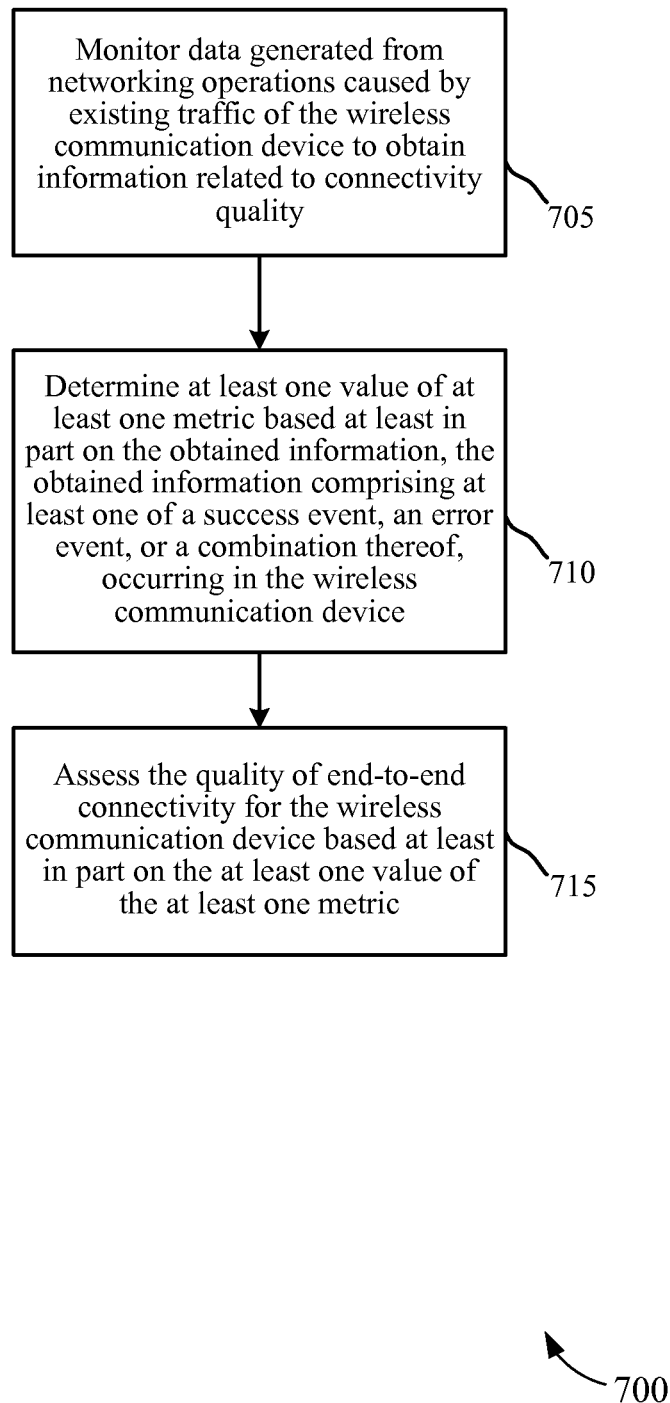 Monitor data generated from
networking operations caused by
existing traffic of the wireless
communication device to obtain
information related to connectivity
quality
705
Determine at least one value of at
least one metric based at least in
part on the obtained information, the
obtained information comprising at
least one of a success event, an error
event, or a combination thereof,
occurring in the wireless
communication device
710
Assess the quality of end-to-end
connectivity for the wireless
communication device based at least
in part on the at least one value of
the at least one metric
715
700